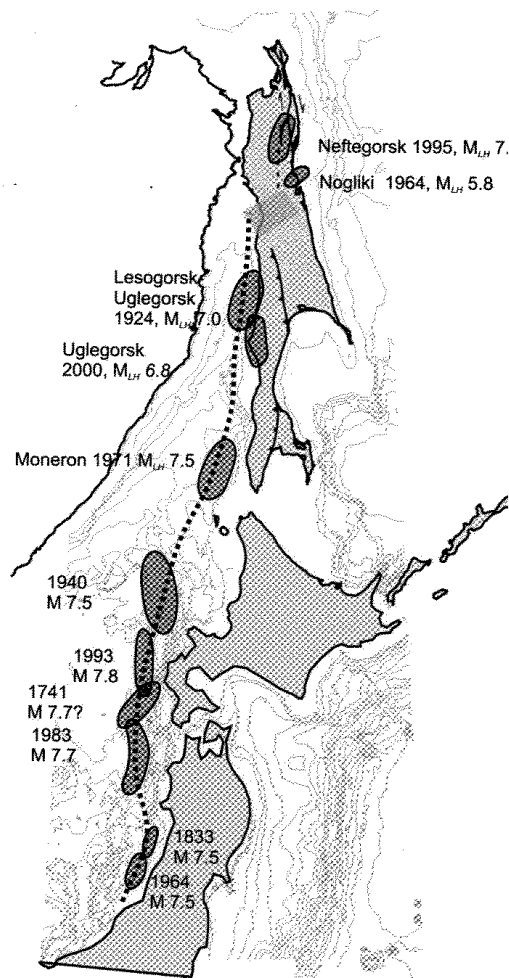 Neftegorsk 1995, M_LH 7.
Nogliki 1964, M_LH 5.8
Lesogorsk
Uglegorsk
1924, M_LH 7.0
Uglegorsk
2000, M_LH 6.8
Moneron 1971 M_LH 7.5
1940
M 7.5
1993
M 7.8
1741
M 7.7?
1983
M 7.7
1833
M 7.5
1964
M 7.5